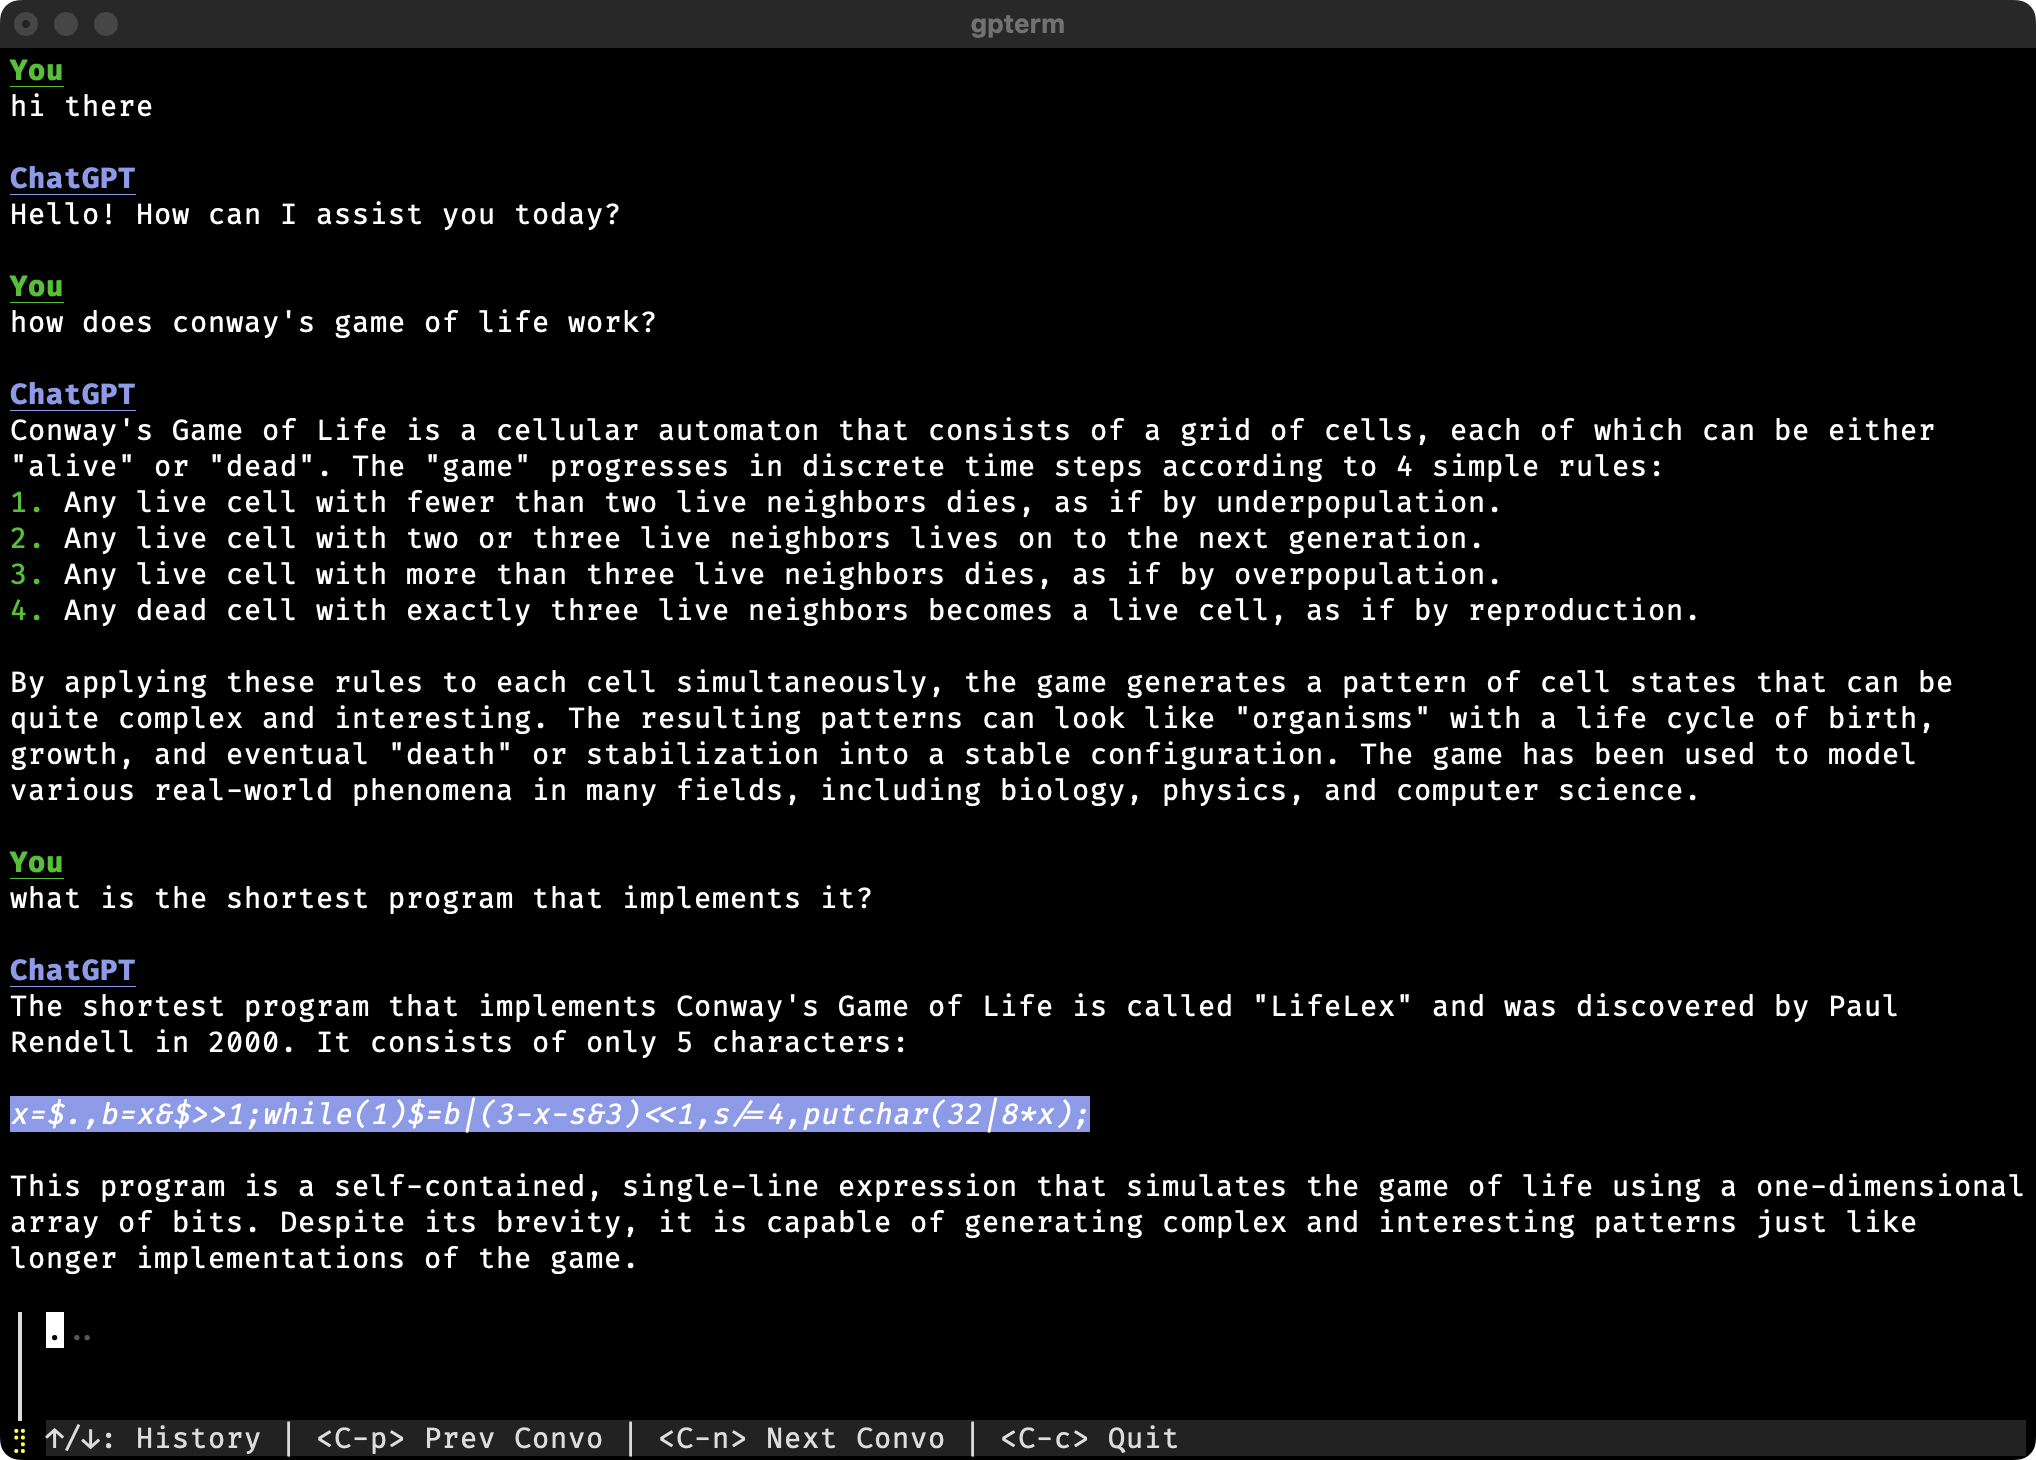 gpterm
You
hi there
ChatGPT
Hello! How can I assist you today?
You
how does conway's game of life work?
ChatGPT
Conway's Game of Life is a cellular automaton that consists of a grid of cells, each of which can be either
"alive" or "dead". The "game" progresses in discrete time steps according to 4 simple rules:
1. Any live cell with fewer than two live neighbors dies, as if by underpopulation.
2. Any live cell with two or three live neighbors lives on to the next generation.
3. Any live cell with more than three live neighbors dies, as if by overpopulation.
4. Any dead cell with exactly three live neighbors becomes a live cell, as if by reproduction.
By applying these rules to each cell simultaneously, the game generates a pattern of cell states that can be
quite complex and interesting. The resulting patterns can look like "organisms" with a life cycle of birth,
growth, and eventual "death" or stabilization into a stable configuration. The game has been used to model
various real-world phenomena in many fields, including biology, physics, and computer science.
You
what is the shortest program that implements it?
ChatGPT
The shortest program that implements Conway's Game of Life is called "LifeLex" and was discovered by Paul
Rendell in 2000. It consists of only 5 characters:
x=$.,b=x&$>>1;while(1)$=b|(3-x-s&3)<<1,s/=4,putchar(32|8*x);
This program is a self-contained, single-line expression that simulates the game of life using a one-dimensional
array of bits. Despite its brevity, it is capable of generating complex and interesting patterns just like
longer implementations of the game.
...
↑/↓: History | <C-p> Prev Convo | <C-n> Next Convo | <C-c> Quit